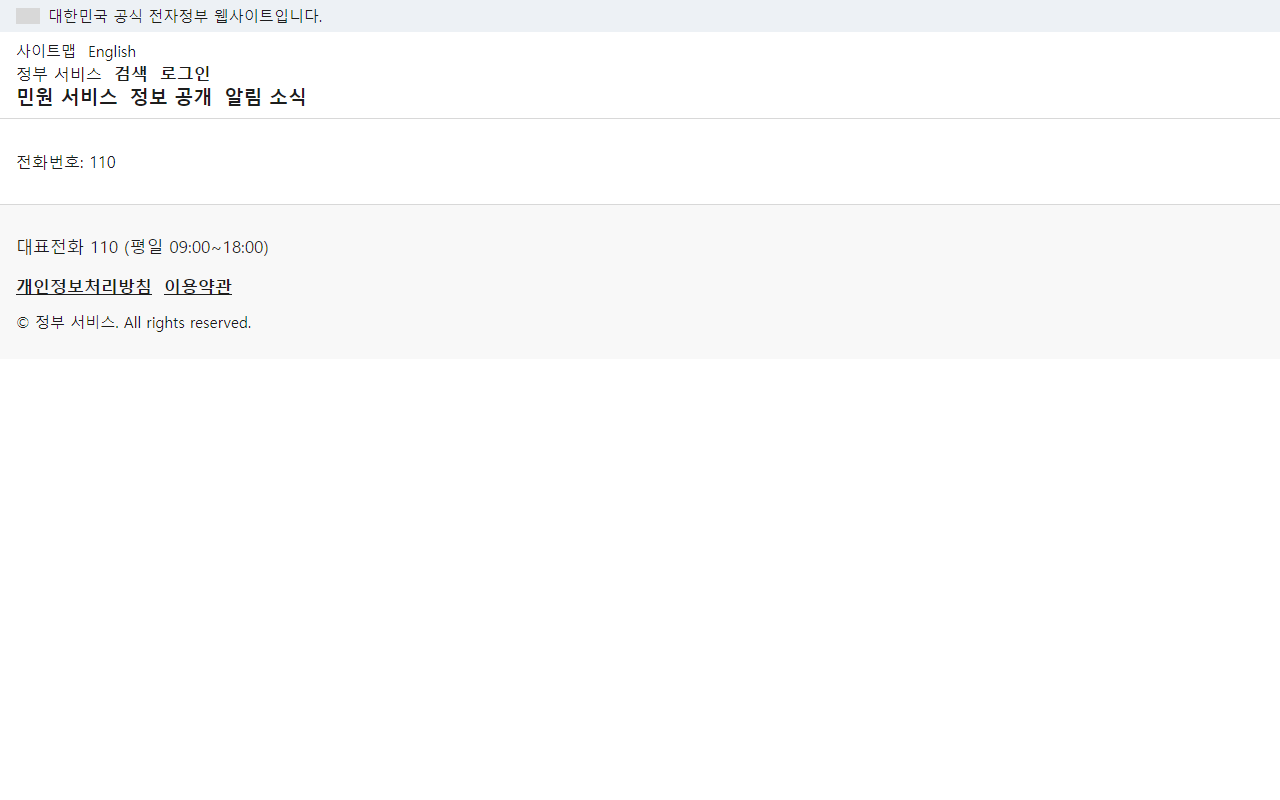 대한민국 공식 전자정부 웹사이트입니다.
사이트맵 English
정부 서비스 검색 로그인
민원 서비스 정보 공개 알림 소식
전화번호: 110
대표전화 110 (평일 09:00~18:00)
개인정보처리방침 이용약관
© 정부 서비스. All rights reserved.